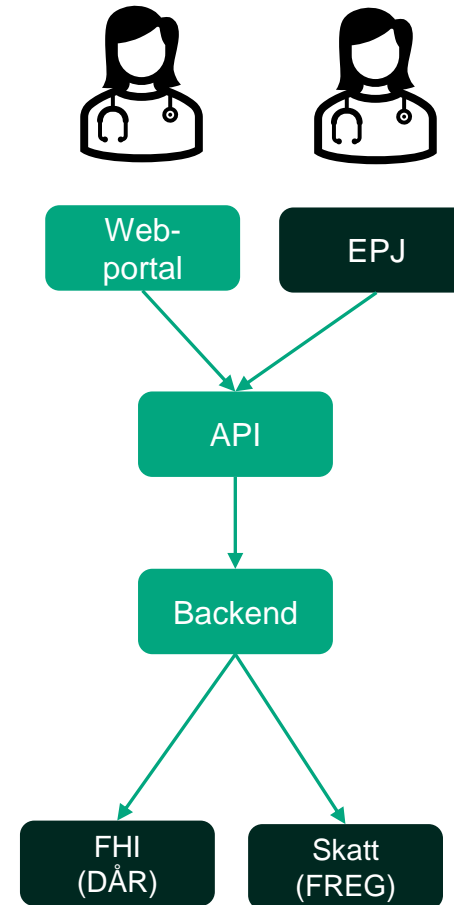 Web-
portal
EPJ
API
Backend
FHI
(DÅR)
Skatt
(FREG)